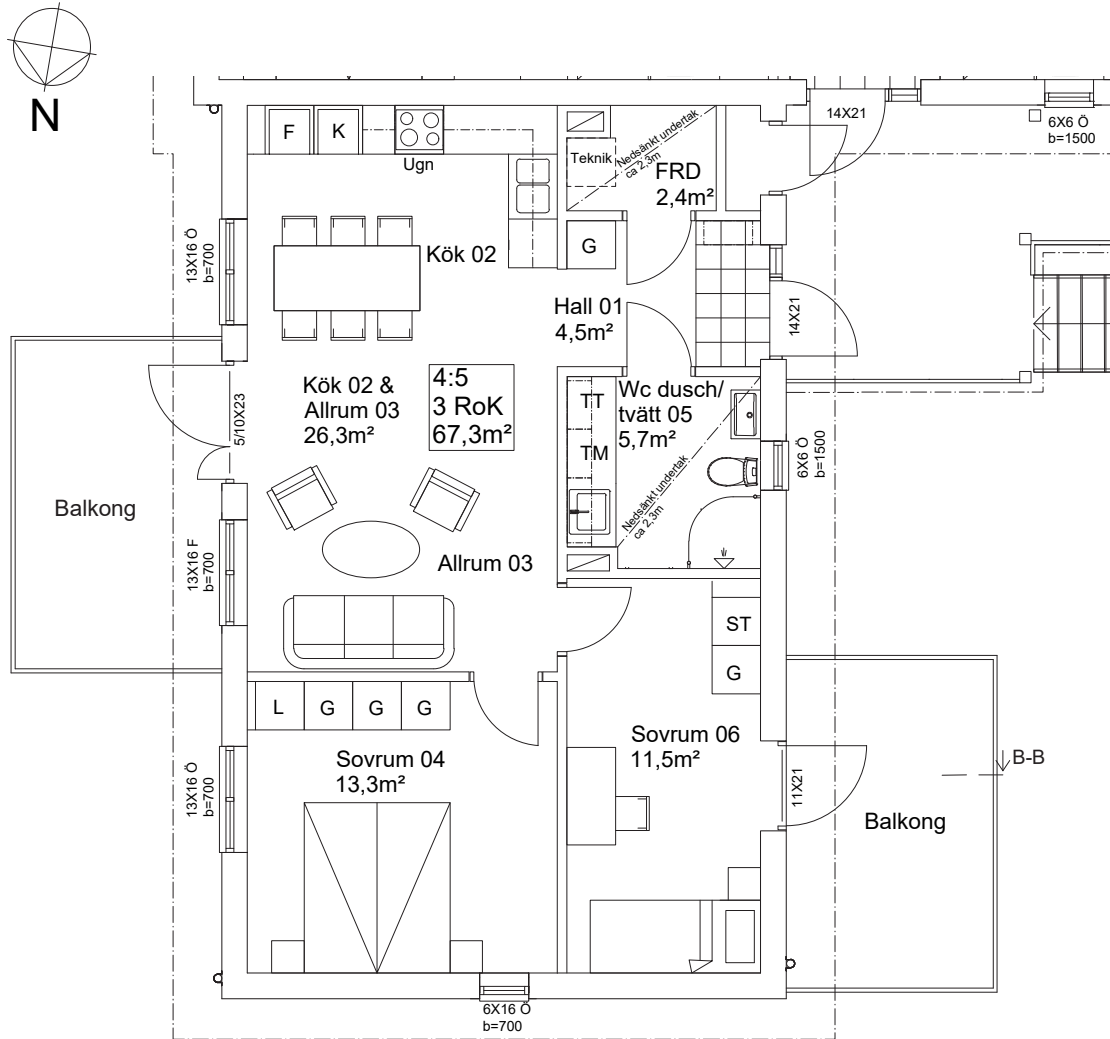 N
F
K
Ugn
Teknik
Nedsänkt undertak
ca 2,3m
FRD
2,4m²
14X21
6X6 Ö
b=1500
13X16 Ö
b=700
Kök 02
G
Hall 01
4,5m²
14X21
5/10X23
Kök 02 &
Allrum 03
26,3m²
4:5
3 RoK
67,3m²
TT
TM
Wc dusch/
tvätt 05
5,7m²
Nedsänkt undertak
ca 2,3m
6X6 Ö
b=1500
Balkong
13X16 F
b=700
Allrum 03
ST
G
L
G
G
G
Sovrum 04
13,3m²
Sovrum 06
11,5m²
13X16 Ö
b=700
11X21
B-B
Balkong
6X16 Ö
b=700